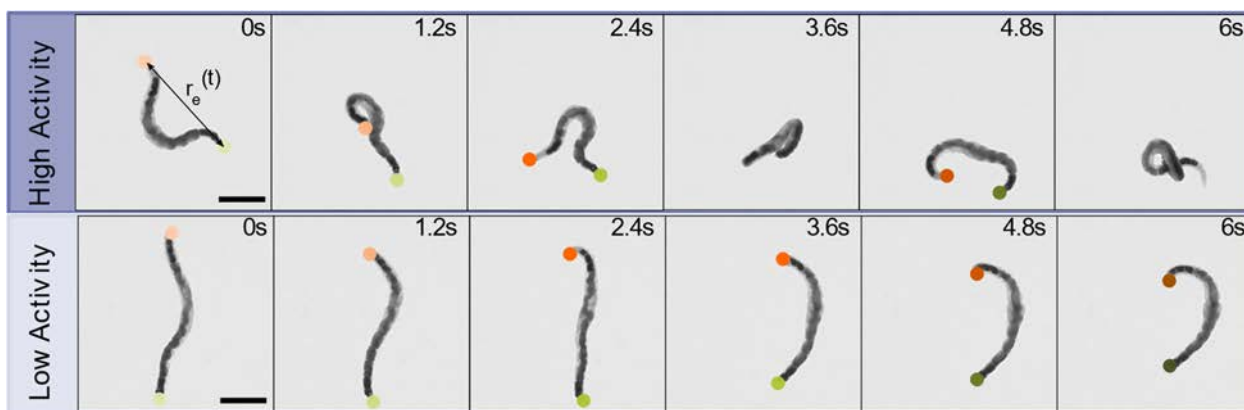 High Activity
0s
1.2s
2.4s
3.6s
4.8s
6s
r_e(t)
Low Activity
0s
1.2s
2.4s
3.6s
4.8s
6s